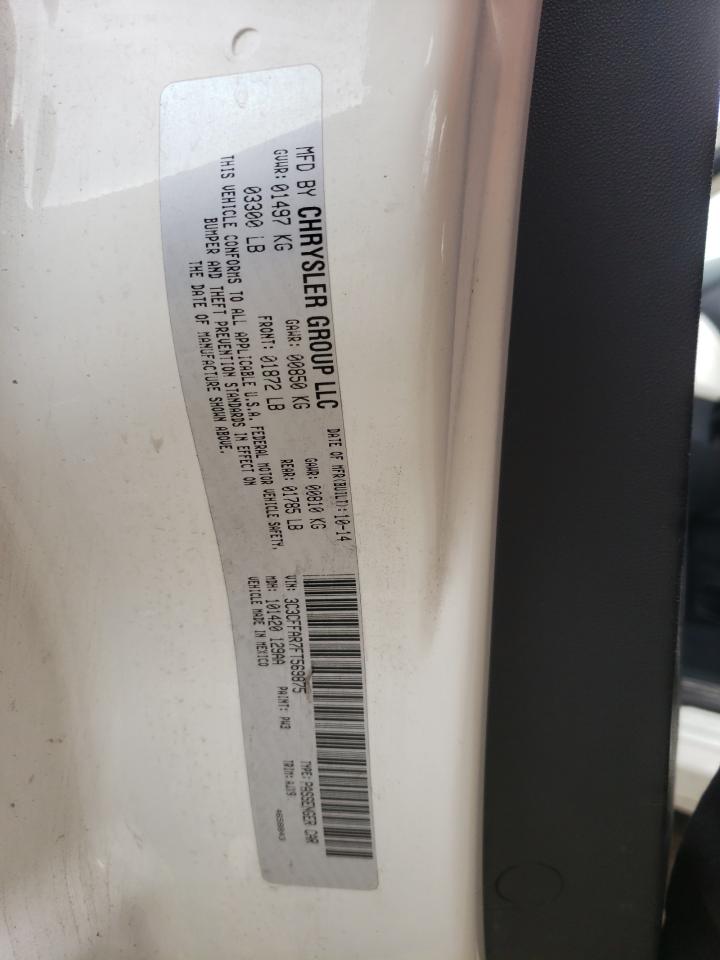 MFD BY CHRYSLER GROUP LLC DATE OF MFR(BUILT): 10-14
GVWR: 01497 KG GAWR: 00850 KG GAWR: 00810 KG
03300 LB FRONT: 01872 LB REAR: 01785 LB
THIS VEHICLE CONFORMS TO ALL APPLICABLE U.S.A. FEDERAL MOTOR VEHICLE SAFETY,
BUMPER AND THEFT PREVENTION STANDARDS IN EFFECT ON
THE DATE OF MANUFACTURE SHOWN ABOVE.
VIN: 3C3CFFAR7FT569875 TYPE: PASSENGER CAR
MDH: 101420 129AA PAINT: PW3 TRIM:
VEHICLE MADE IN MEXICO